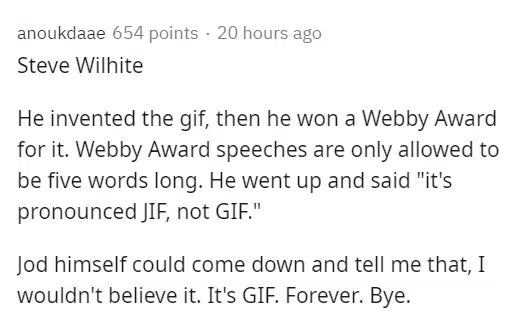 anoukdaae 654 points · 20 hours ago
Steve Wilhite
He invented the gif, then he won a Webby Award
for it. Webby Award speeches are only allowed to
be five words long. He went up and said "it's
pronounced JIF, not GIF."
Jod himself could come down and tell me that, I
wouldn't believe it. It's GIF. Forever. Bye.